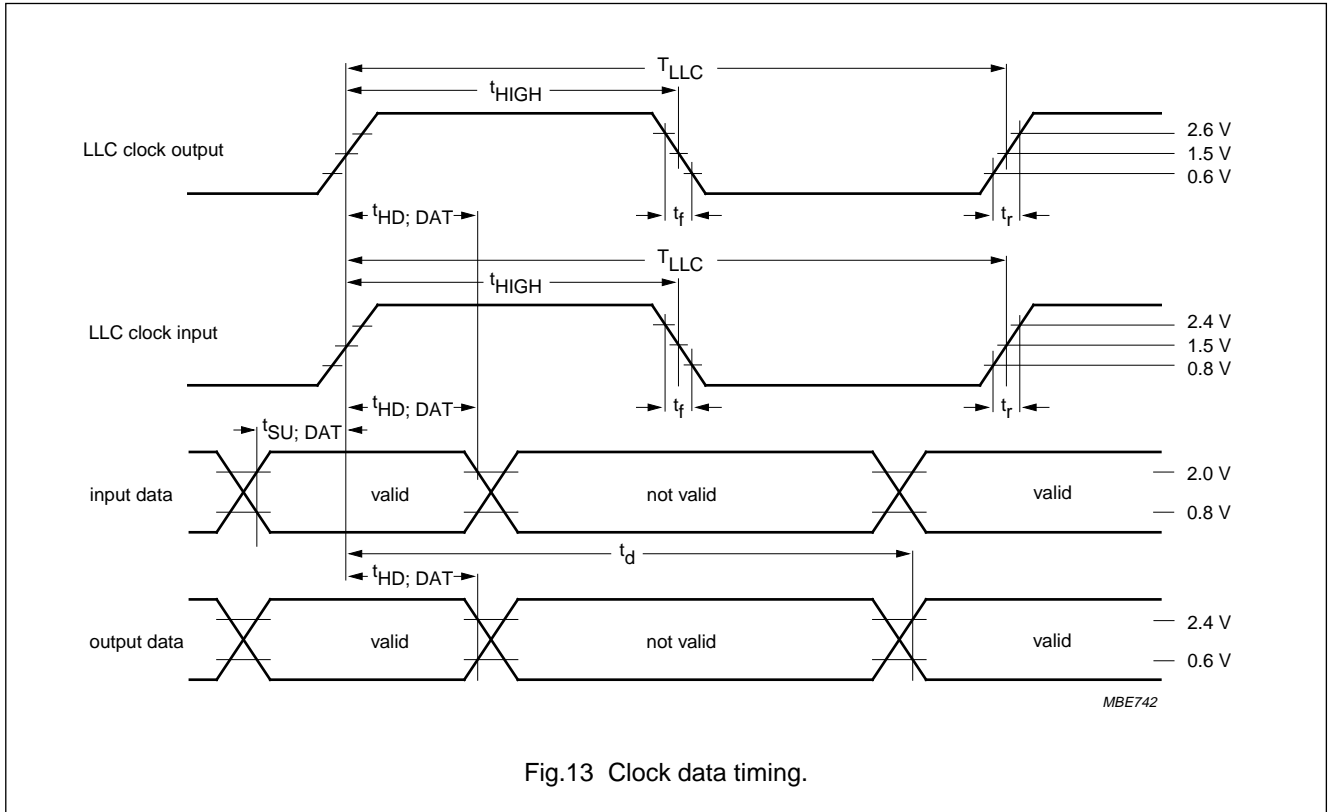 T_LLC
t_HIGH
LLC clock output
2.6 V
1.5 V
0.6 V
t_HD; DAT
t_f
t_r
T_LLC
t_HIGH
LLC clock input
2.4 V
1.5 V
0.8 V
t_HD; DAT
t_f
t_r
t_SU; DAT
input data
valid
not valid
valid
2.0 V
0.8 V
t_d
t_HD; DAT
output data
valid
not valid
valid
2.4 V
0.6 V
MBE742
Fig.13 Clock data timing.